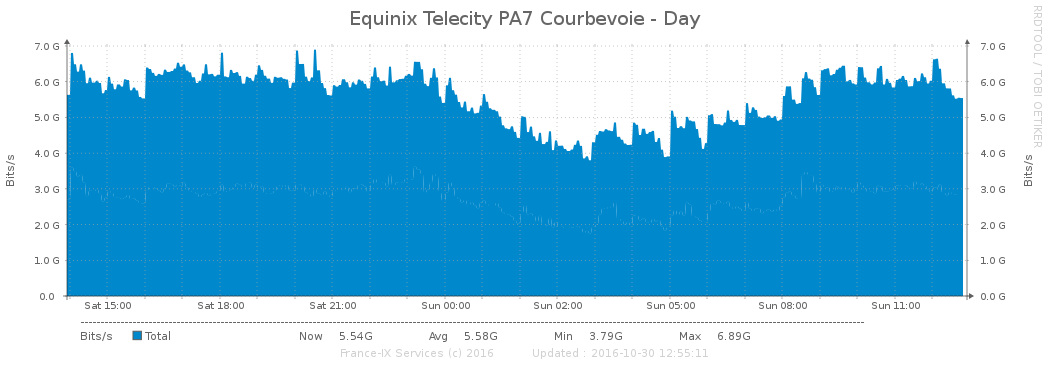 Equinix Telecity PA7 Courbevoie - Day
RRDTOOL / TOBI OETIKER
7.0 G 7.0 G
6.0 G 6.0 G
5.0 G 5.0 G
4.0 G 4.0 G
Bits/s Bits/s
3.0 G 3.0 G
2.0 G 2.0 G
1.0 G 1.0 G
0.0 0.0 G
Sat 15:00 Sat 18:00 Sat 21:00 Sun 00:00 Sun 02:00 Sun 05:00 Sun 08:00 Sun 11:00
Bits/s Total Now 5.54G Avg 5.58G Min 3.79G Max 6.89G
France-IX Services (c) 2016 Updated : 2016-10-30 12:55:11